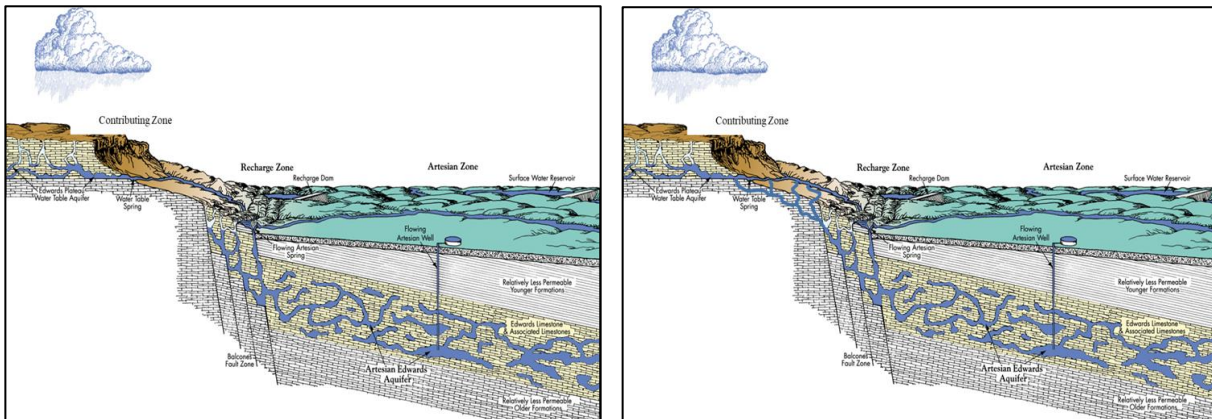 Contributing Zone
Recharge Zone
Artesian Zone
Recharge Dam
Surface Water Reservoir
Edwards Plateau
Water Table Aquifer
Water Table
Spring
Flowing
Artesian Well
Flowing Artesian
Spring
Relatively Less Permeable
Younger Formations
Edwards Limestone
& Associated Limestones
Balcones
Fault Zone
Artesian Edwards
Aquifer
Relatively Less Permeable
Older Formations
Contributing Zone
Recharge Zone
Artesian Zone
Recharge Dam
Surface Water Reservoir
Edwards Plateau
Water Table Aquifer
Water Table
Spring
Flowing
Artesian Well
Flowing Artesian
Spring
Relatively Less Permeable
Younger Formations
Edwards Limestone
& Associated Limestones
Balcones
Fault Zone
Artesian Edwards
Aquifer
Relatively Less Permeable
Older Formations